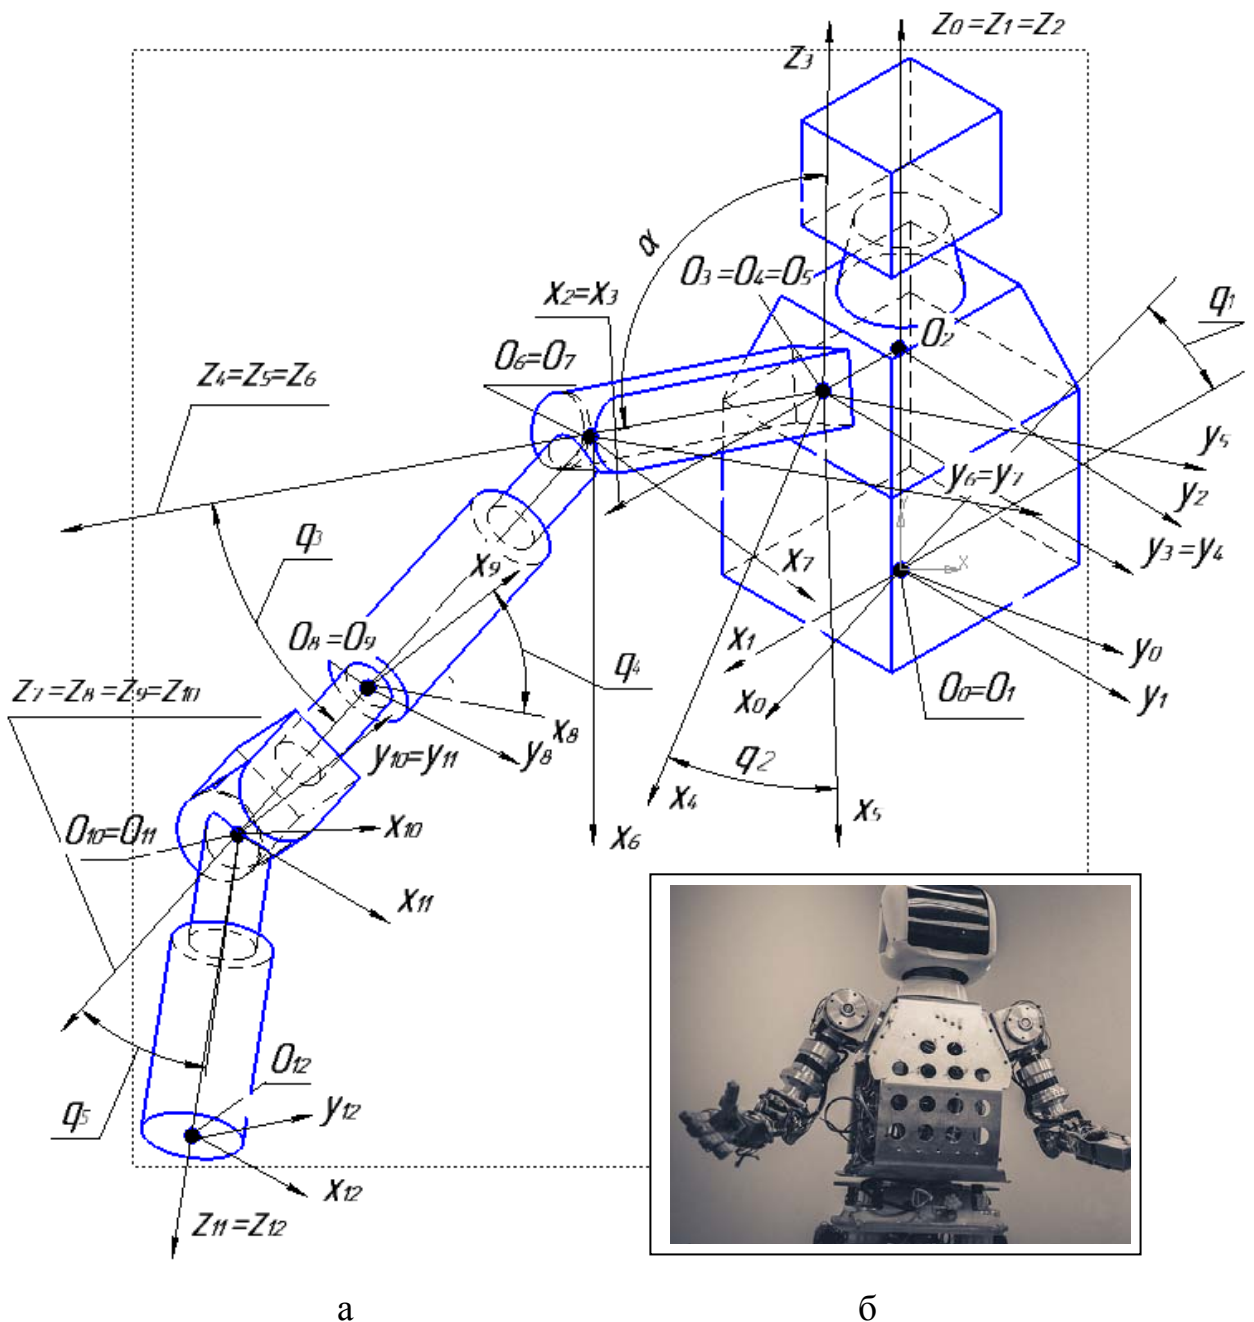 Z0=Z1=Z2
Z3
α
O3=O4=O5
q1
X2=X3
O2
O6=O7
Z4=Z5=Z6
y5
y6=y7
y2
q3
y3=y4
X9
X7
X
O8=O9
X1
y0
q4
Z7=Z8=Z9=Z10
X0
O0=O1
y1
X8
y8
y10=y11
q2
X4
X5
O10=O11
X10
X6
X11
O12
q5
y12
X12
Z11=Z12
а
б